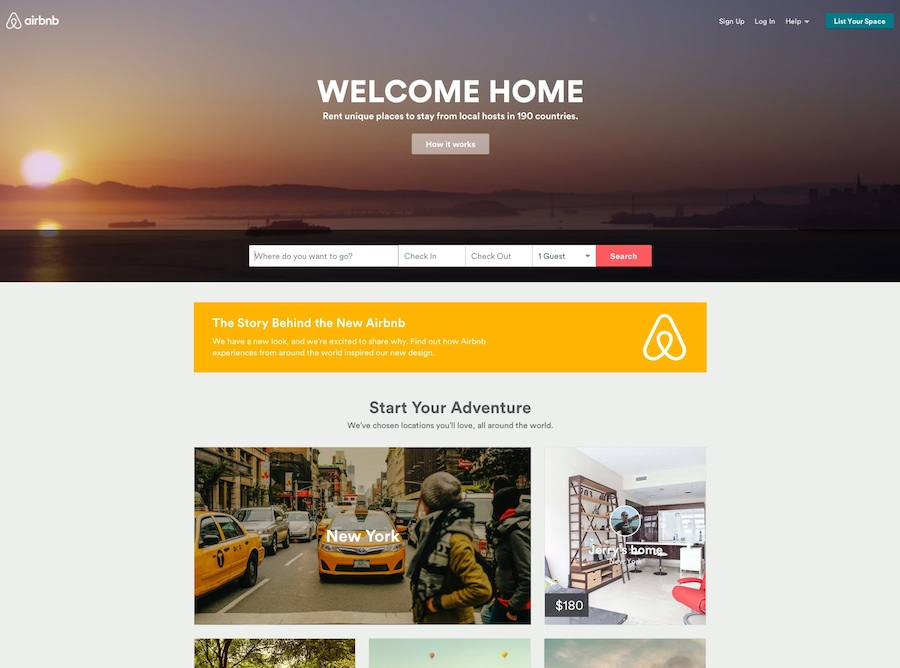 airbnb
Sign Up
Log In
Help
List Your Space
WELCOME HOME
Rent unique places to stay from local hosts in 190 countries.
How it works
Where do you want to go?
Check In
Check Out
1 Guest
Search
The Story Behind the New Airbnb
We have a new look, and we're excited to share why. Find out how Airbnb
experiences from around the world inspired our new design.
Start Your Adventure
We've chosen locations you'll love, all around the world.
New York
Jerry's home
New York
$180